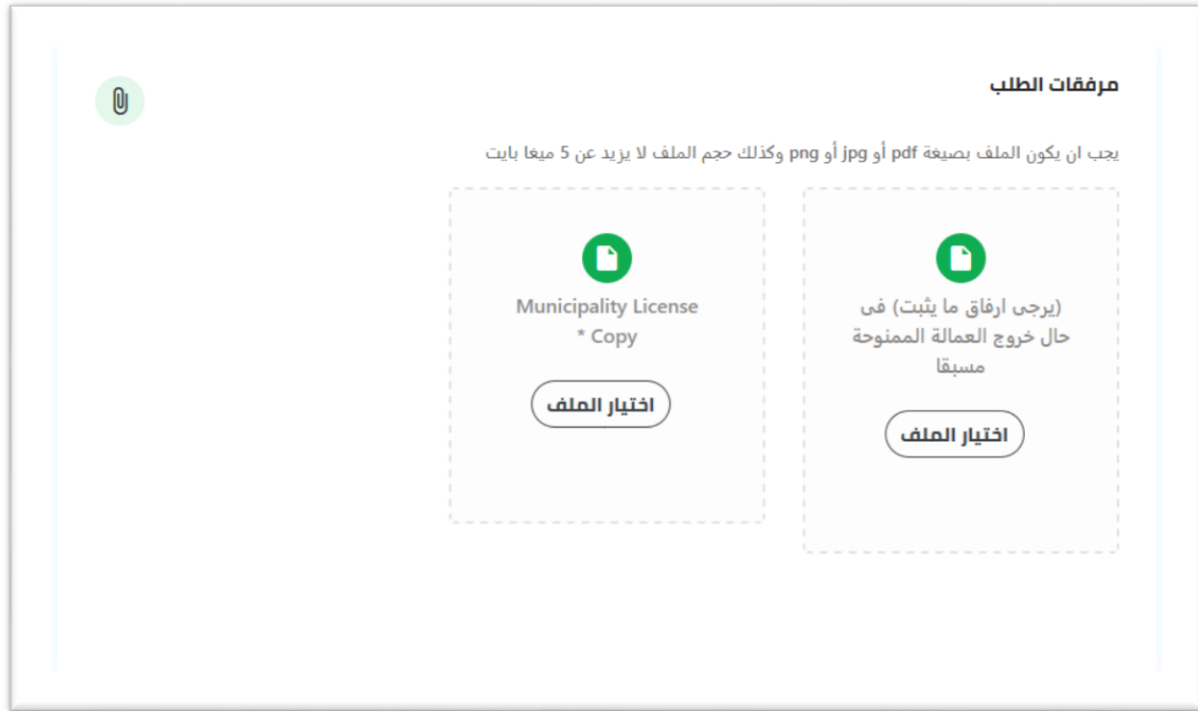 مرفقات الطلب
يجب ان يكون الملف بصيغة pdf أو jpg أو png وكذلك حجم الملف لا يزيد عن 5 ميغا بايت
(يرجى ارفاق ما يثبت) فى
حال خروج العمالة الممنوحة
مسبقا
اختيار الملف
Municipality License
* Copy
اختيار الملف